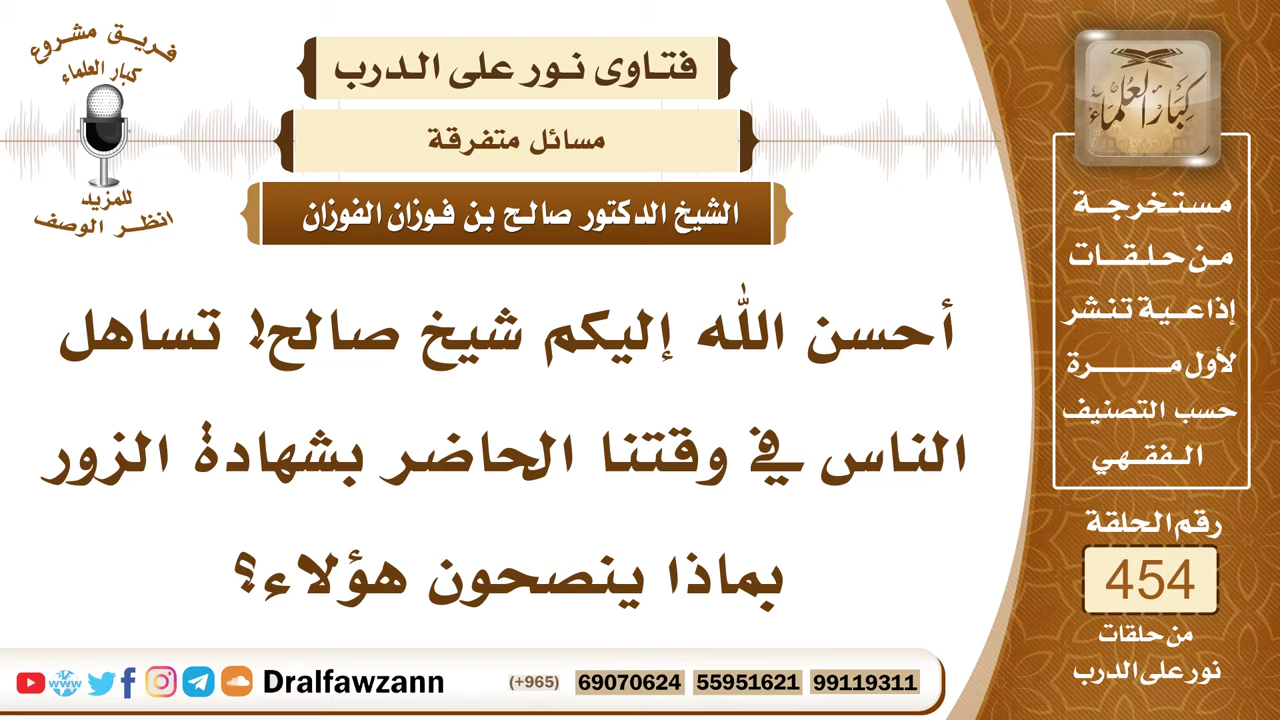 فريق مشروع
كبار العلماء
للمزيد
انظر الوصف
فتاوى نور على الدرب
مسائل متفرقة
الشيخ الدكتور صالح بن فوزان الفوزان
أحسن الله إليكم شيخ صالح! تساهل
الناس في وقتنا الحاضر بشهادة الزور
بماذا ينصحون هؤلاء؟
كبار العلماء
مستخرجة
من حلقات
إذاعية تنشر
لأول مرة
حسب التصنيف
الفقهي
رقم الحلقة
454
من حلقات
نور على الدرب
www
Dralfawzann (+965) 69070624 55951621 99119311